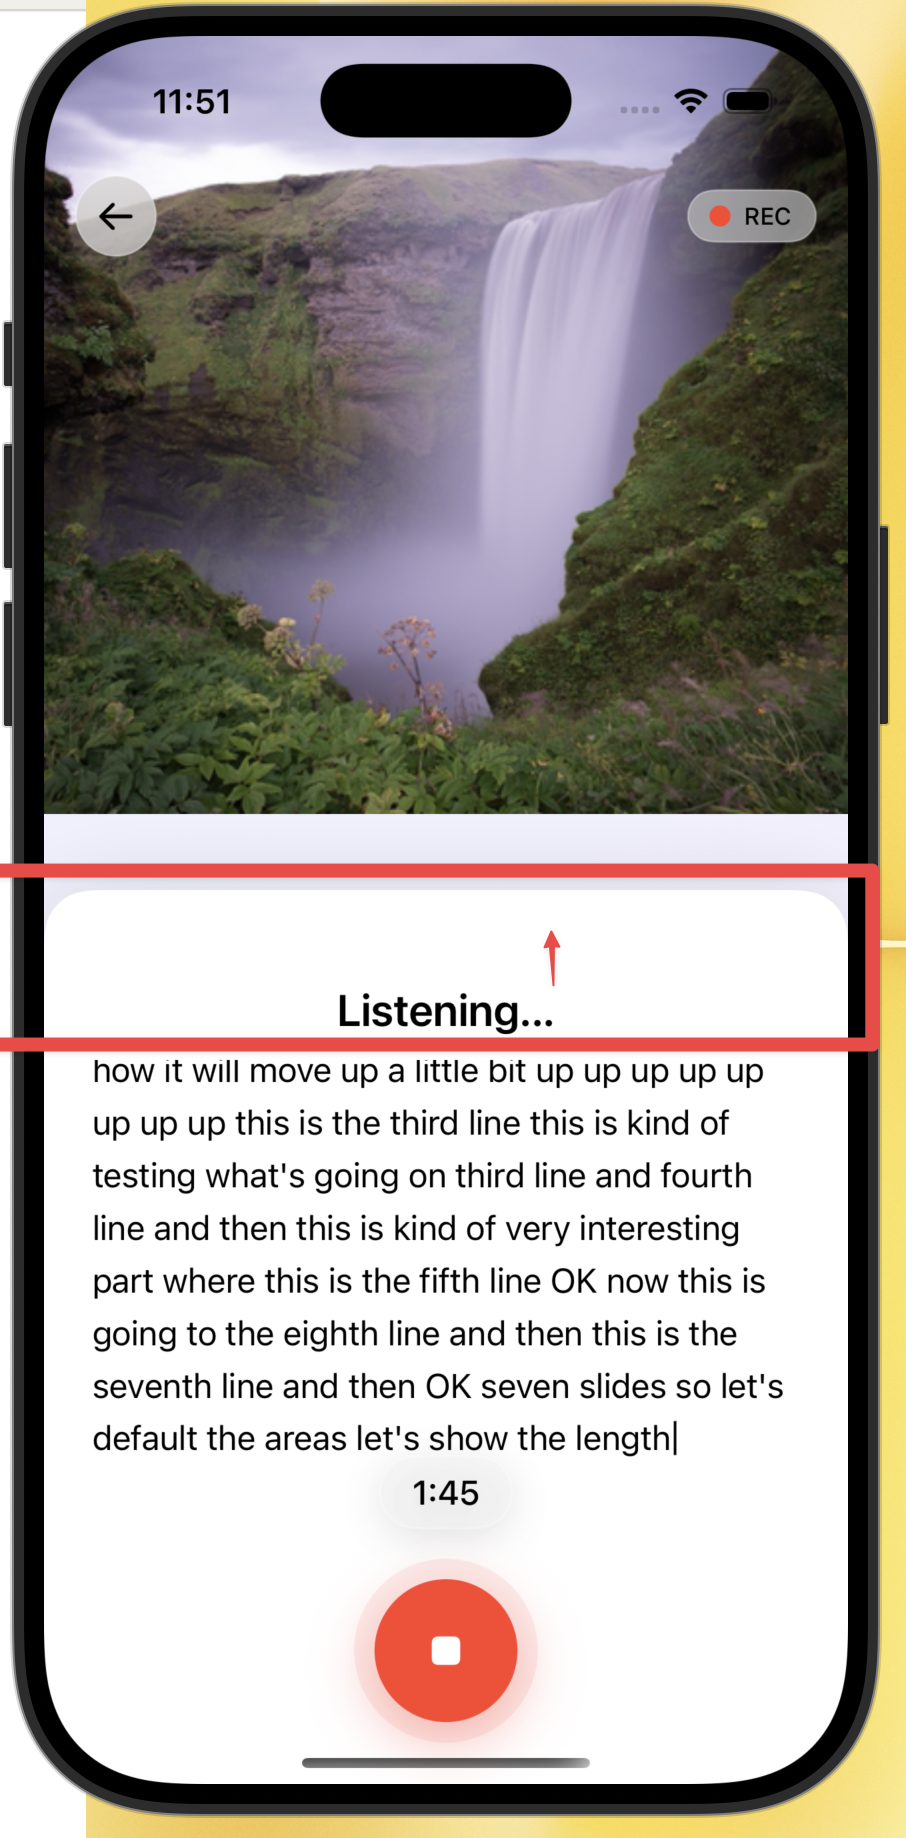 11:51
REC
Listening...
how it will move up a little bit up up up up up
up up up this is the third line this is kind of
testing what's going on third line and fourth
line and then this is kind of very interesting
part where this is the fifth line OK now this is
going to the eighth line and then this is the
seventh line and then OK seven slides so let's
default the areas let's show the length
1:45